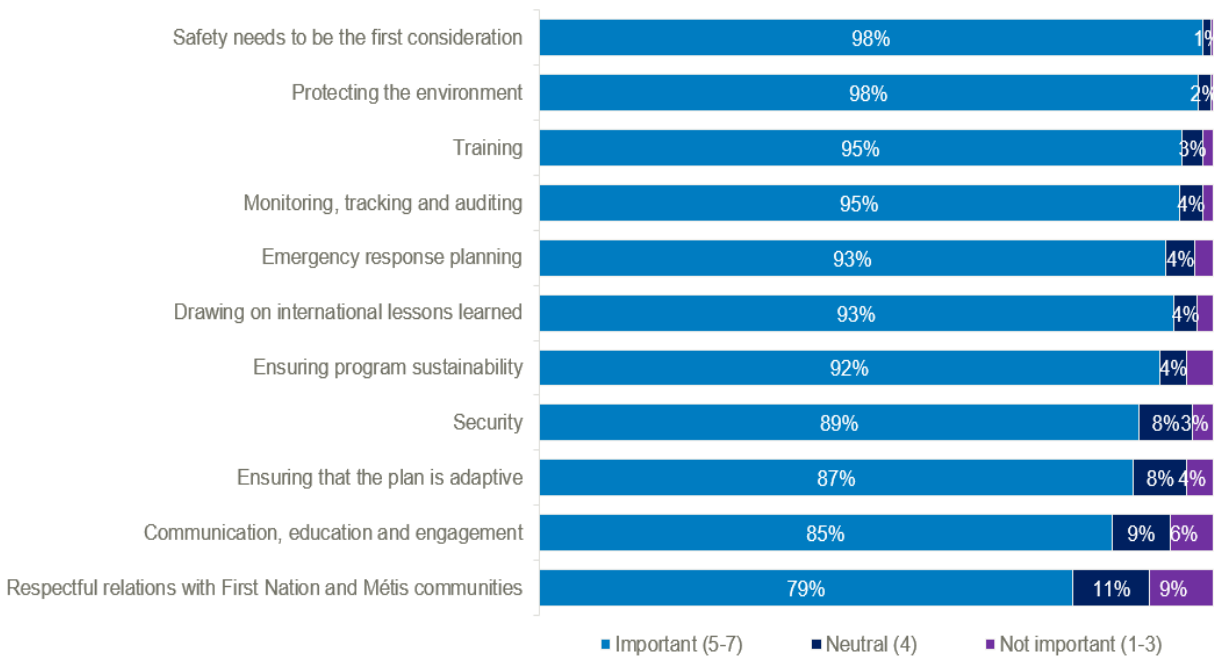 Safety needs to be the first consideration 98% 1%
Protecting the environment 98% 2%
Training 95% 3%
Monitoring, tracking and auditing 95% 4%
Emergency response planning 93% 4%
Drawing on international lessons learned 93% 4%
Ensuring program sustainability 92% 4%
Security 89% 8% 3%
Ensuring that the plan is adaptive 87% 8% 4%
Communication, education and engagement 85% 9% 6%
Respectful relations with First Nation and Métis communities 79% 11% 9%
Important (5-7) Neutral (4) Not important (1-3)